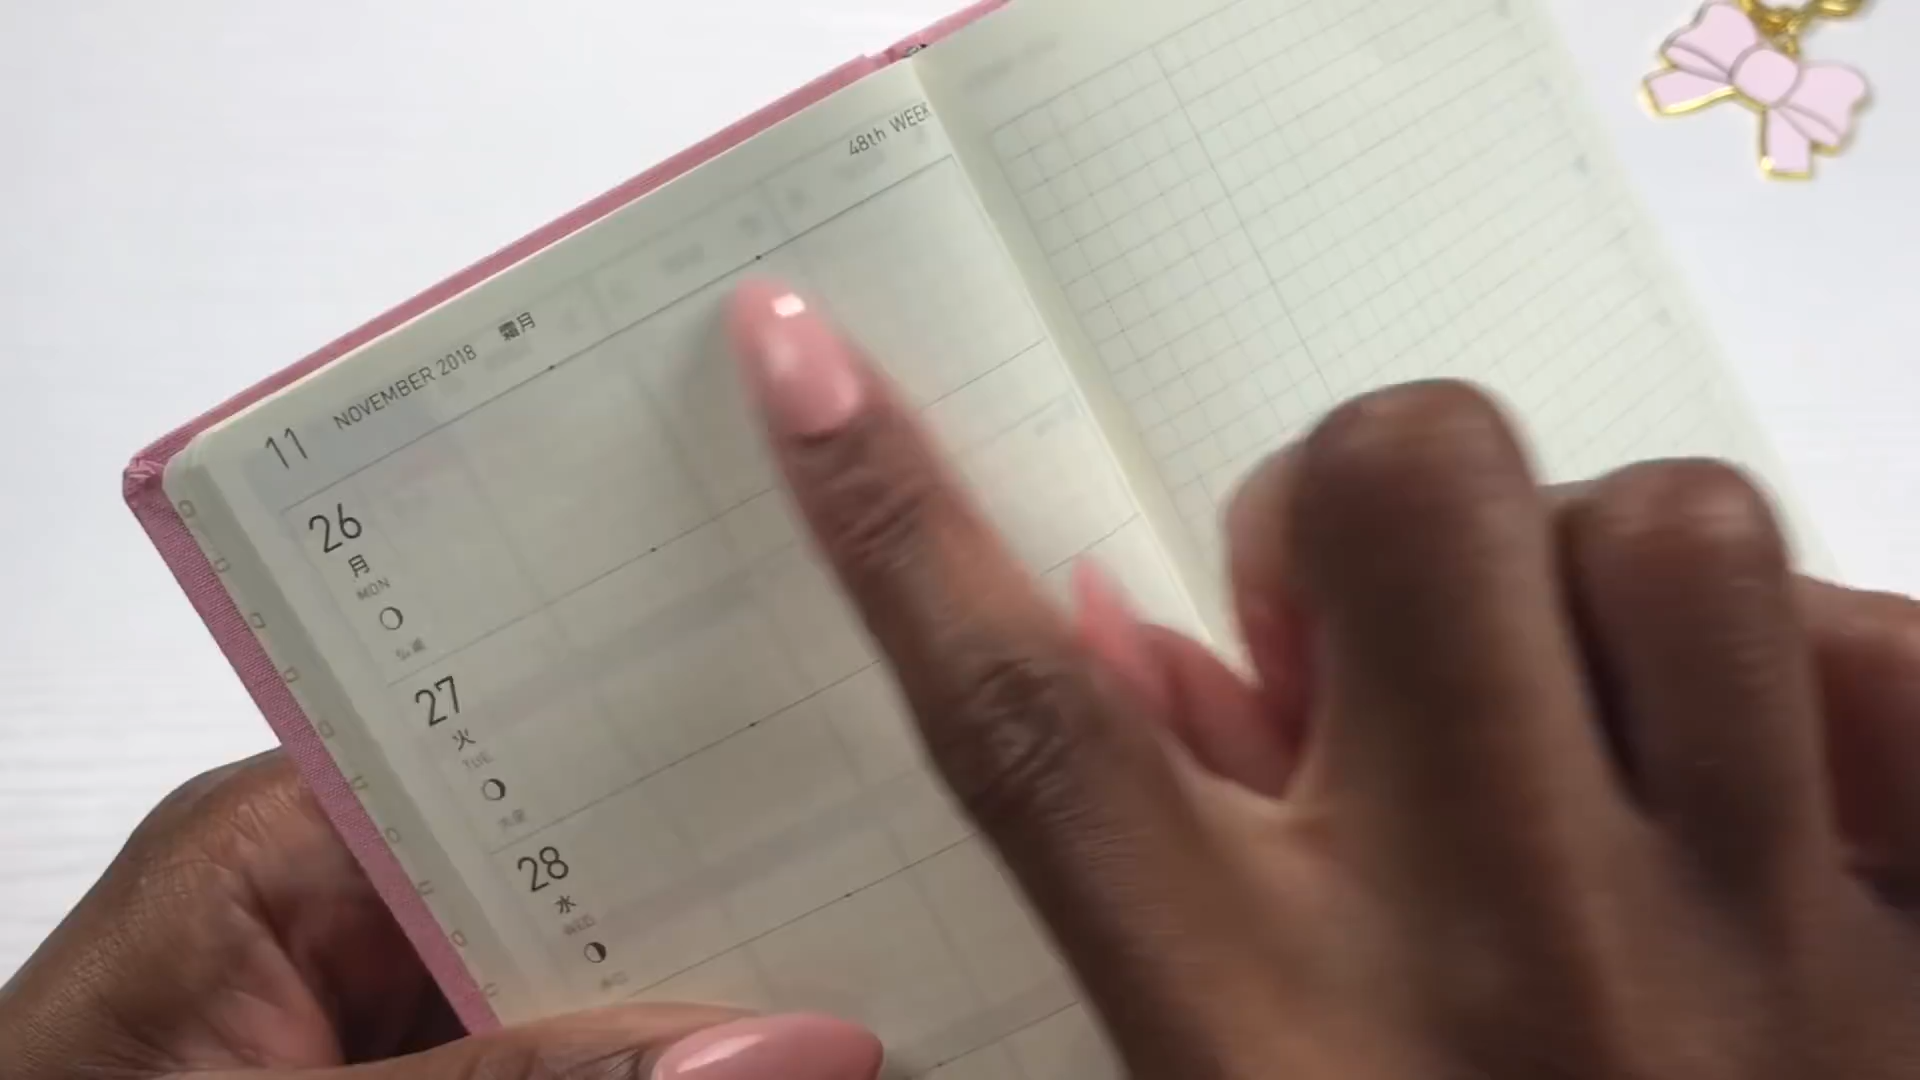 48th WEEK
11 NOVEMBER 2018 霜月
26
月
MON
27
火
TUE
28
水
WED